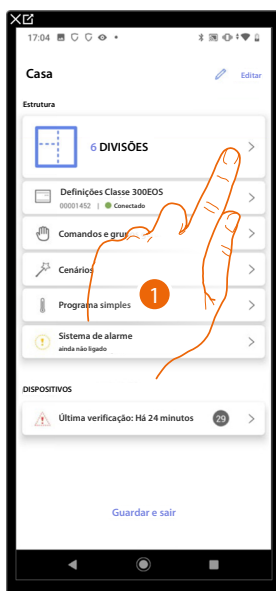 17:04
Casa
Editar
Estrutura
6 DIVISÕES
Definições Classe 300EOS
00001452 | Conectado
Comandos e gru
Cenários
1
Programa simples
Sistema de alarme
ainda não ligado
DISPOSITIVOS
Última verificação: Há 24 minutos 29
Guardar e sair